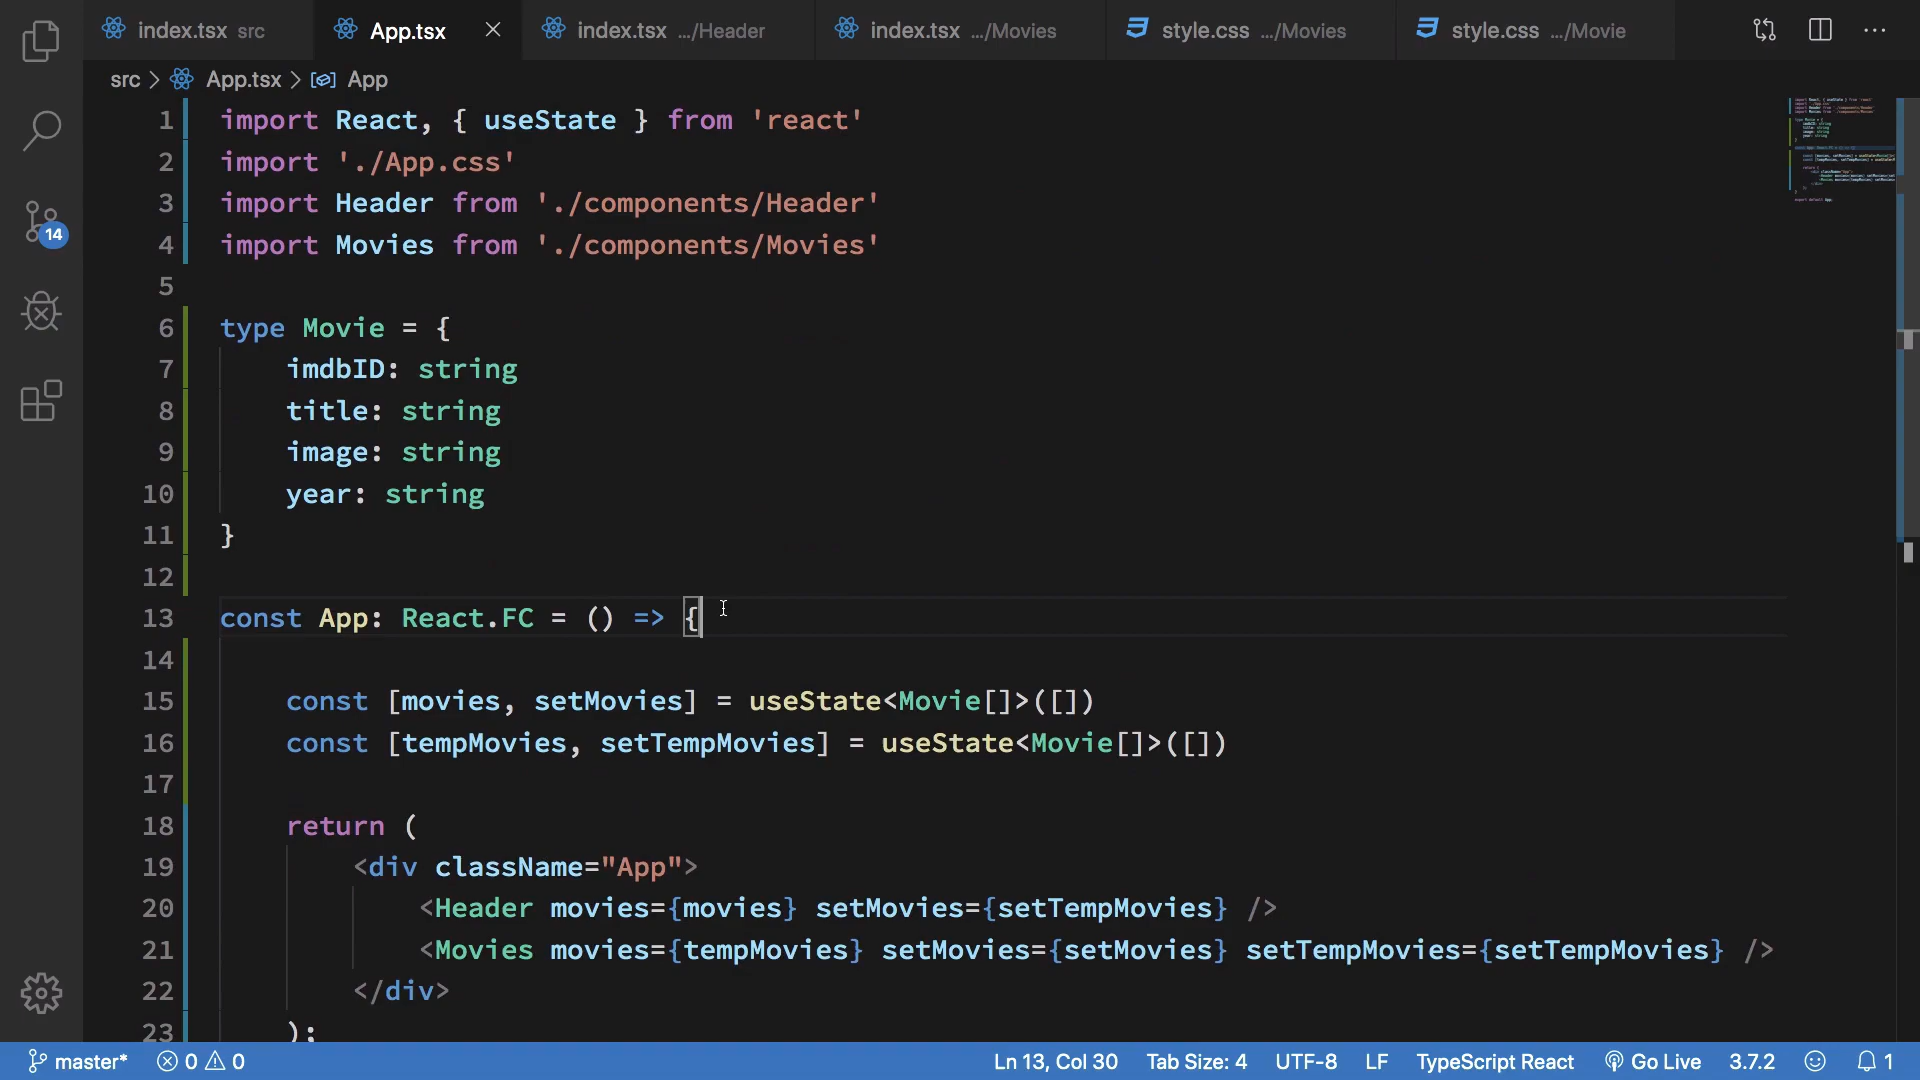 index.tsx src
App.tsx
index.tsx .../Header
index.tsx .../Movies
style.css .../Movies
style.css .../Movie
src > App.tsx > App
1 import React, { useState } from 'react'
2 import './App.css'
3 import Header from './components/Header'
4 import Movies from './components/Movies'
5
6 type Movie = {
7 imdbID: string
8 title: string
9 image: string
10 year: string
11 }
12
13 const App: React.FC = () => {
14
15 const [movies, setMovies] = useState<Movie[]>([])
16 const [tempMovies, setTempMovies] = useState<Movie[]>([])
17
18 return (
19 <div className="App">
20 <Header movies={movies} setMovies={setTempMovies} />
21 <Movies movies={tempMovies} setMovies={setMovies} setTempMovies={setTempMovies} />
22 </div>
23 );
14
master* 0 0 Ln 13, Col 30 Tab Size: 4 UTF-8 LF TypeScript React Go Live 3.7.2 1